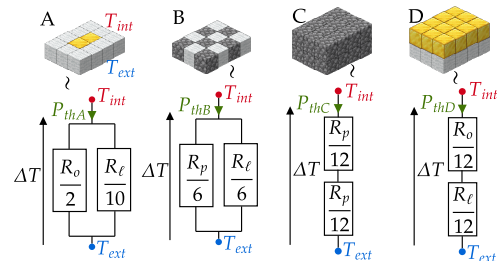 A B C D
T_int
T_ext
T_int T_int T_int T_int
P_thA P_thB P_thC P_thD
ΔT R_o/2 R_ℓ/10 ΔT R_p/6 R_ℓ/6 ΔT R_p/12 ΔT R_o/12
R_p/12 R_ℓ/12
T_ext T_ext T_ext T_ext